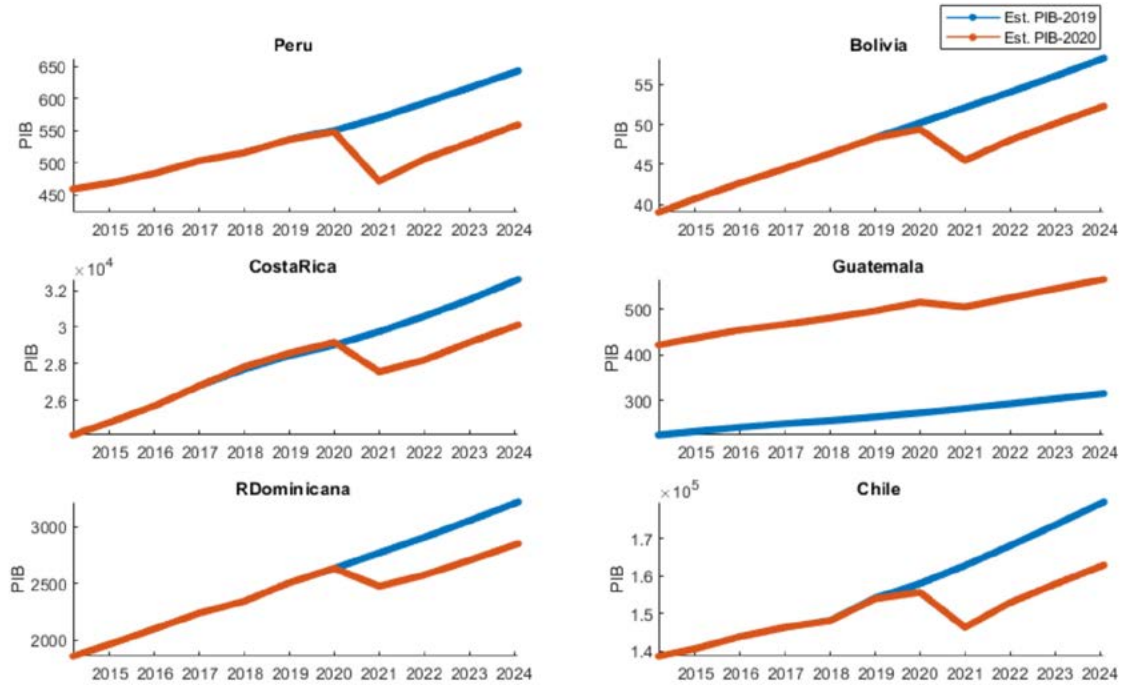 Est. PIB-2019
Est. PIB-2020
Peru
650
600
550
500
450
PIB
2015 2016 2017 2018 2019 2020 2021 2022 2023 2024
Bolivia
55
50
45
40
PIB
2015 2016 2017 2018 2019 2020 2021 2022 2023 2024
CostaRica
×10⁴
3.2
3
2.8
2.6
PIB
2015 2016 2017 2018 2019 2020 2021 2022 2023 2024
Guatemala
500
400
300
PIB
2015 2016 2017 2018 2019 2020 2021 2022 2023 2024
RDominicana
3000
2500
2000
PIB
2015 2016 2017 2018 2019 2020 2021 2022 2023 2024
Chile
×10⁵
1.7
1.6
1.5
1.4
PIB
2015 2016 2017 2018 2019 2020 2021 2022 2023 2024